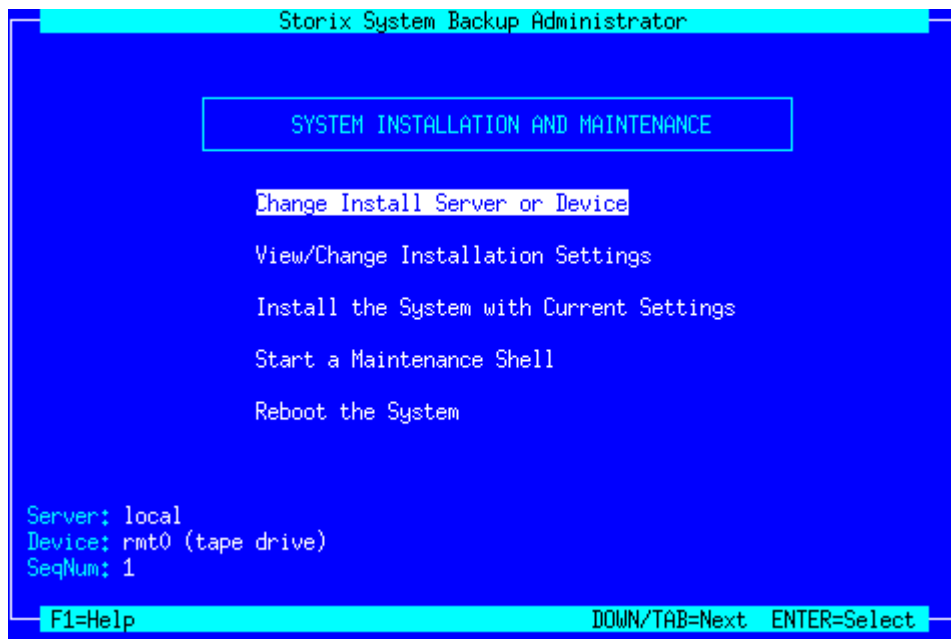 Storix System Backup Administrator
SYSTEM INSTALLATION AND MAINTENANCE
Change Install Server or Device
View/Change Installation Settings
Install the System with Current Settings
Start a Maintenance Shell
Reboot the System
Server: local
Device: rmt0 (tape drive)
SeqNum: 1
F1=Help DOWN/TAB=Next ENTER=Select